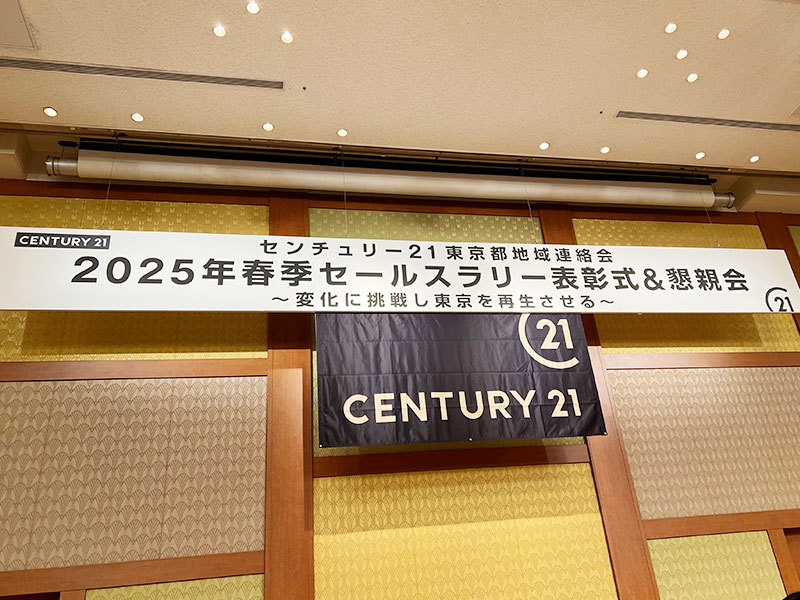 CENTURY 21
センチュリー21東京都地域連絡会
2025年春季セールスラリー表彰式&懇親会
～変化に挑戦し東京を再生させる～
21
21
CENTURY 21